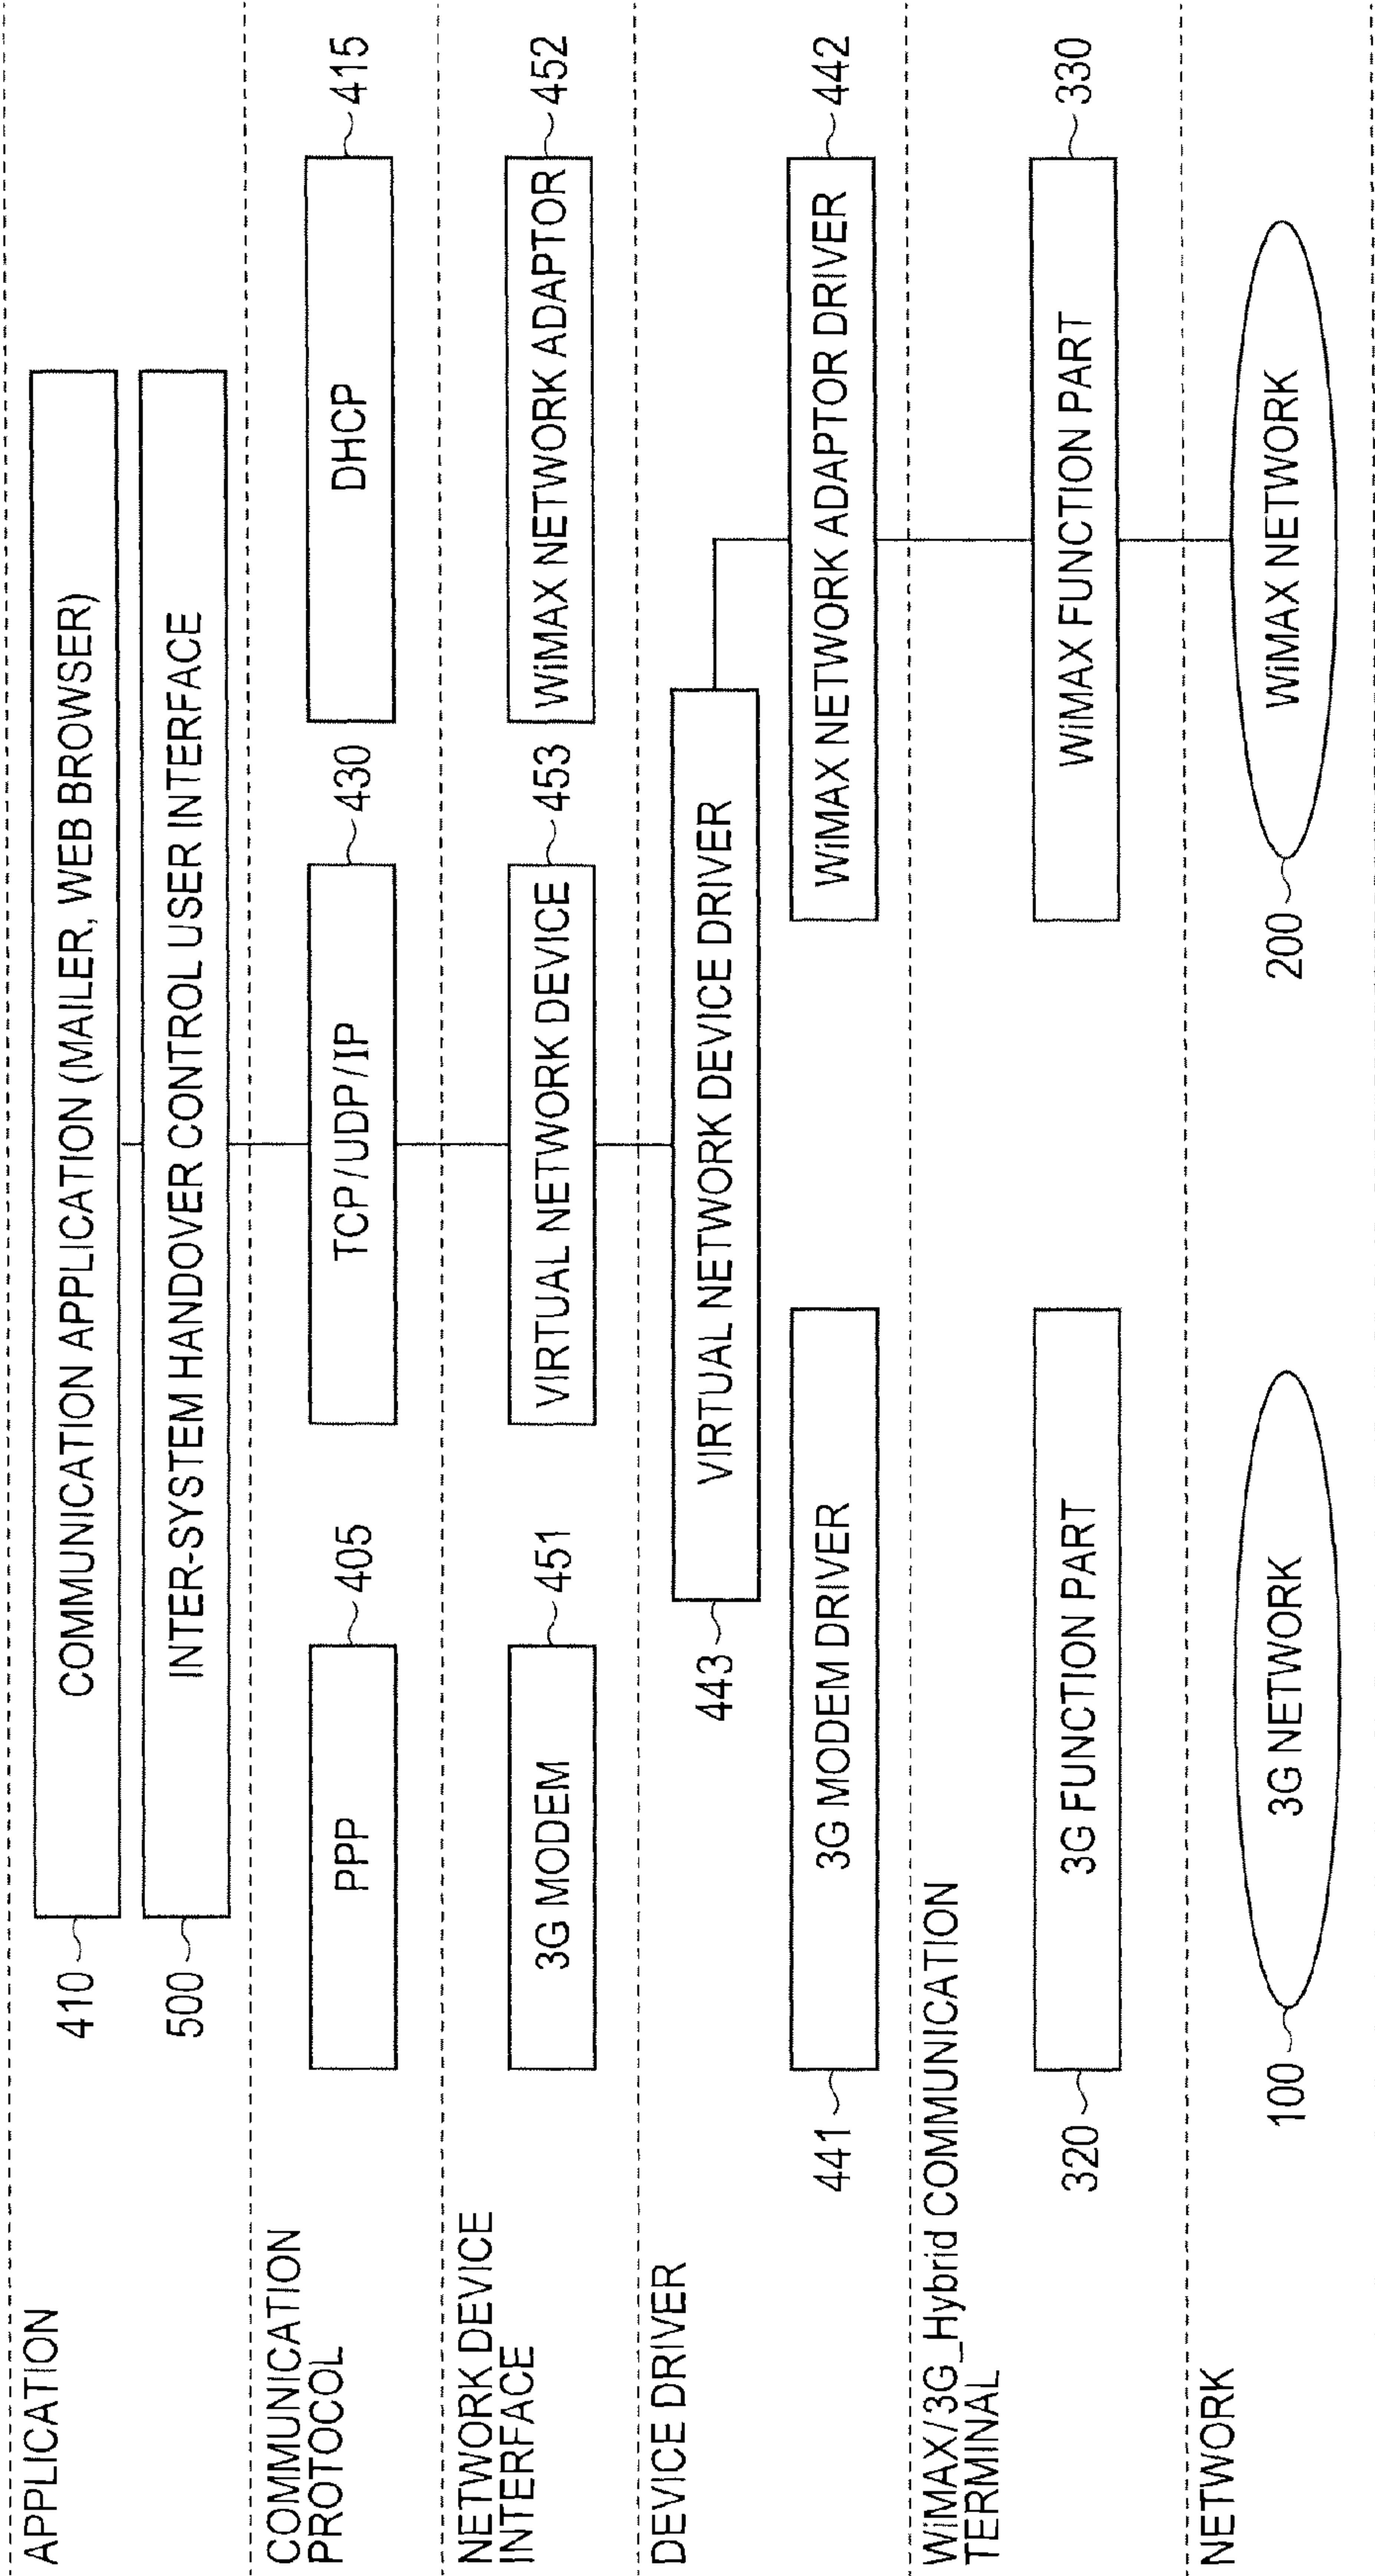 APPLICATION
410
COMMUNICATION APPLICATION (MAILER, WEB BROWSER)
500
INTER-SYSTEM HANDOVER CONTROL USER INTERFACE
COMMUNICATION
PROTOCOL
PPP
405
TCP/UDP/IP
430
DHCP
415
NETWORK DEVICE
INTERFACE
3G MODEM
451
VIRTUAL NETWORK DEVICE
453
WiMAX NETWORK ADAPTOR
452
DEVICE DRIVER
443
VIRTUAL NETWORK DEVICE DRIVER
441
3G MODEM DRIVER
WiMAX NETWORK ADAPTOR DRIVER
442
WiMAX/3G_Hybrid COMMUNICATION
TERMINAL
320
3G FUNCTION PART
WiMAX FUNCTION PART
330
NETWORK
100
3G NETWORK
200
WiMAX NETWORK